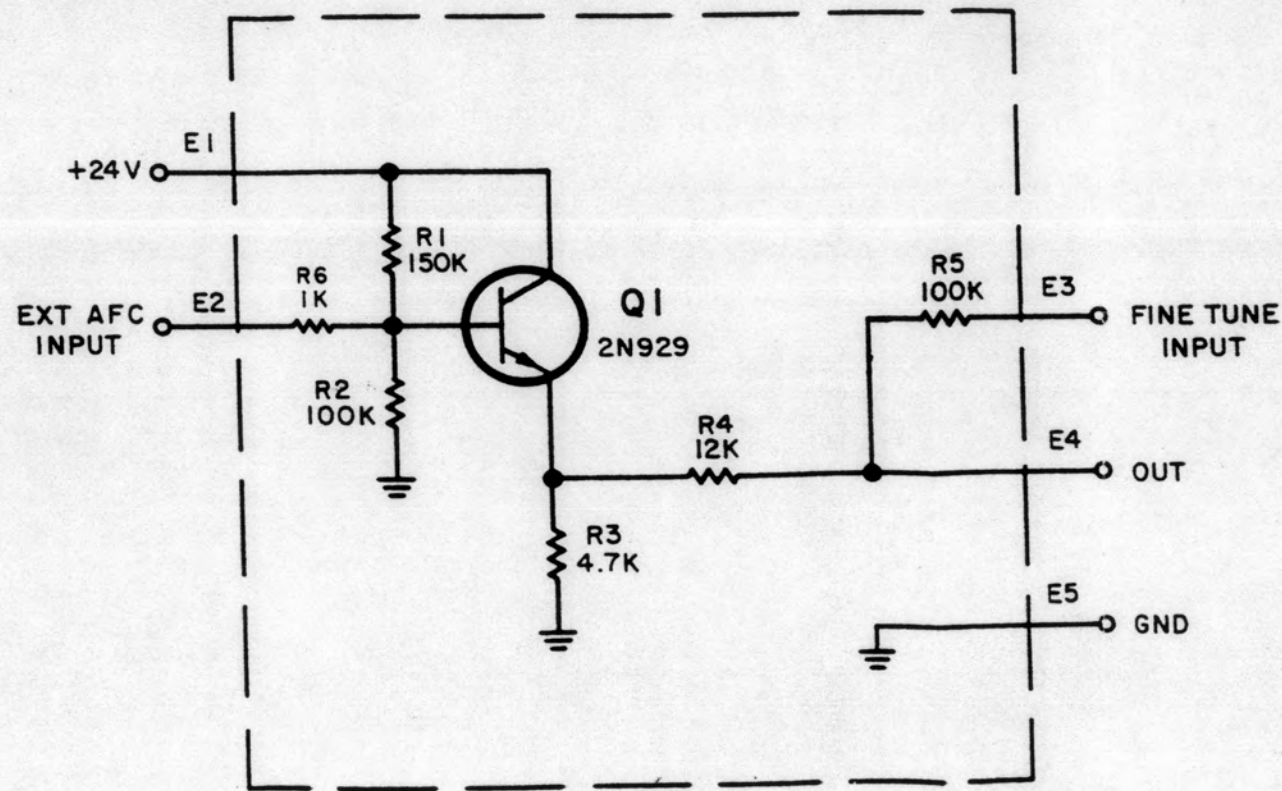 E1
+24V
R1
150K
R6
1K
E2
EXT AFC
INPUT
Q1
2N929
R5
100K
E3
FINE TUNE
INPUT
R2
100K
R4
12K
E4
OUT
R3
4.7K
E5
GND